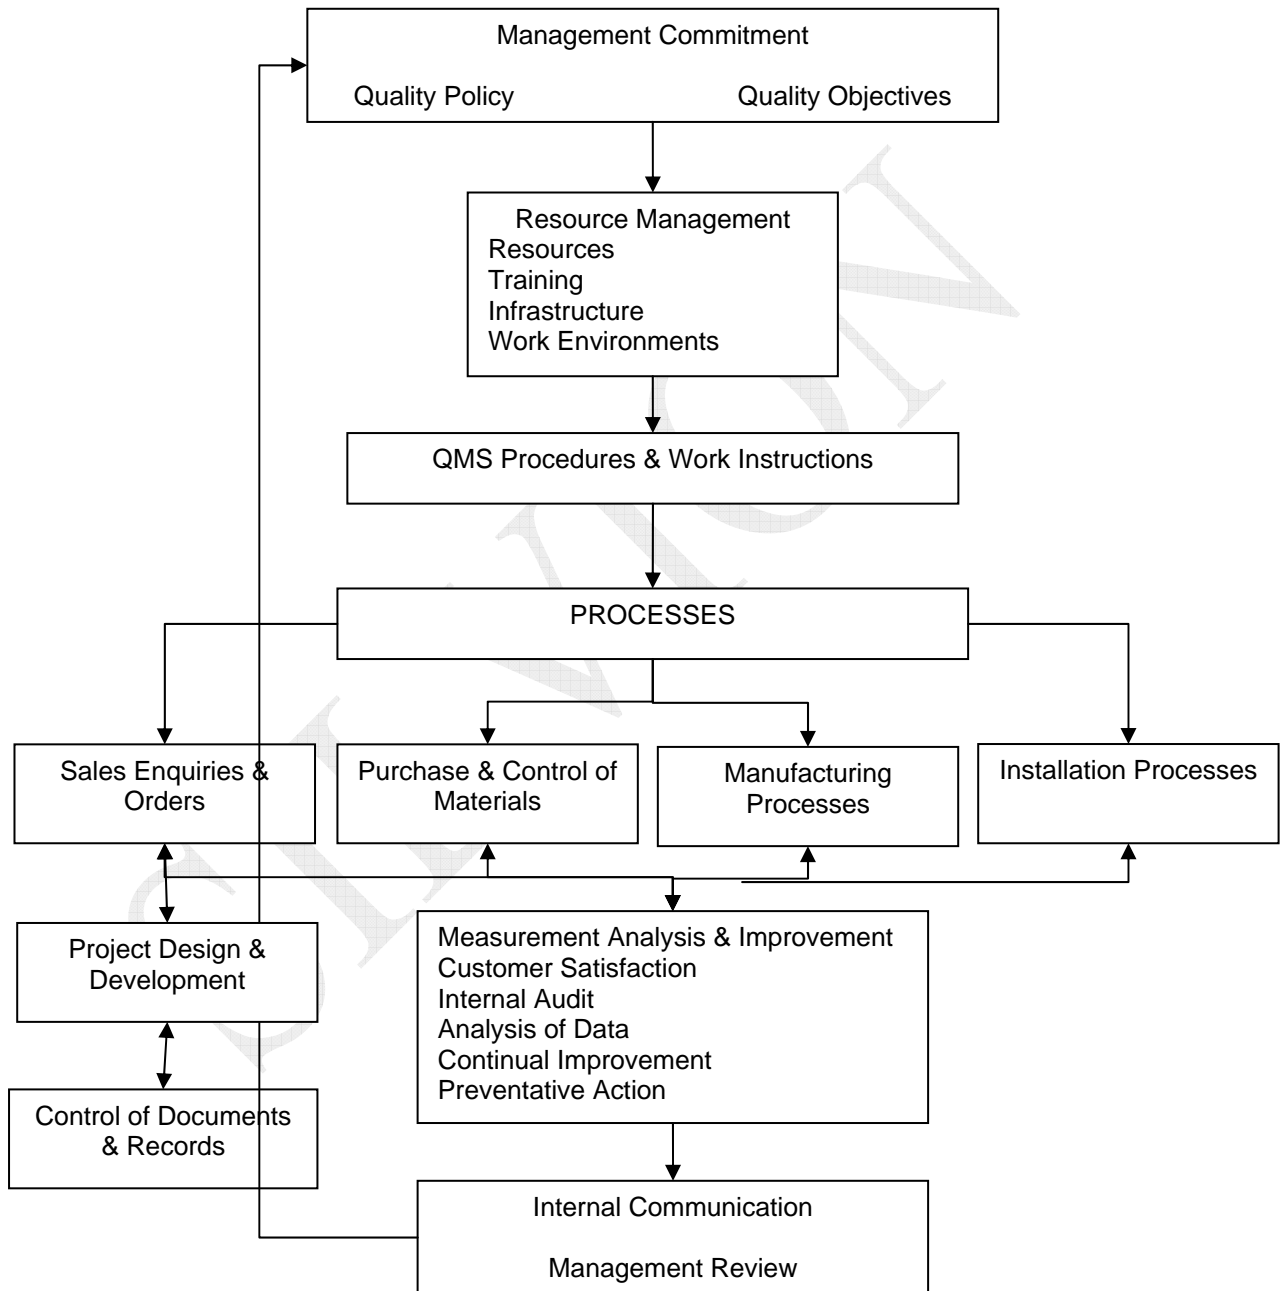 Management Commitment
Quality Policy Quality Objectives
Resource Management
Resources
Training
Infrastructure
Work Environments
QMS Procedures & Work Instructions
PROCESSES
Sales Enquiries &
Orders
Purchase & Control of
Materials
Manufacturing
Processes
Installation Processes
Project Design &
Development
Measurement Analysis & Improvement
Customer Satisfaction
Internal Audit
Analysis of Data
Continual Improvement
Preventative Action
Control of Documents
& Records
Internal Communication
Management Review